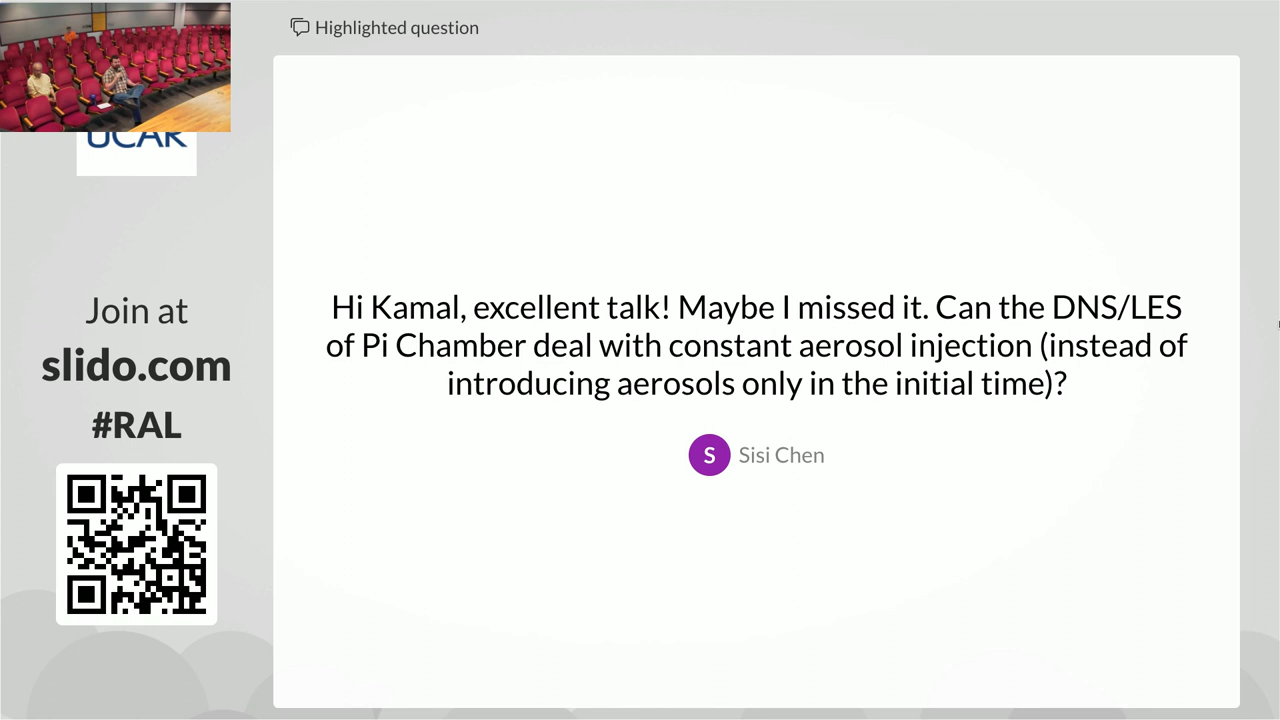 Highlighted question
UCAR
Join at
slido.com
#RAL
Hi Kamal, excellent talk! Maybe I missed it. Can the DNS/LES
of Pi Chamber deal with constant aerosol injection (instead of
introducing aerosols only in the initial time)?
S Sisi Chen